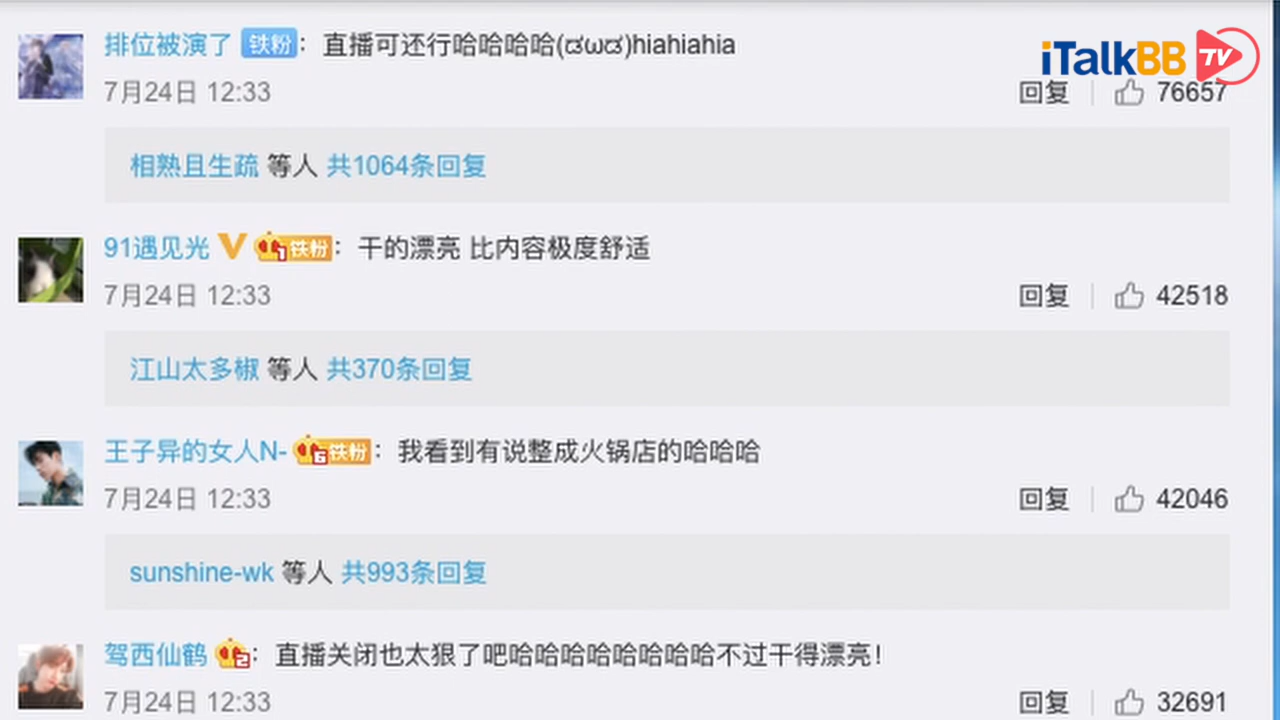 排位被演了 铁粉：直播可还行哈哈哈哈(ಡωಡ)hiahiahia
iTalkBB TV
7月24日 12:33 回复 76657
相熟且生疏 等人 共1064条回复
91遇见光 V 1铁粉：干的漂亮 比内容极度舒适
7月24日 12:33 回复 42518
江山太多椒 等人 共370条回复
王子异的女人N- 6铁粉：我看到有说整成火锅店的哈哈哈
7月24日 12:33 回复 42046
sunshine-wk 等人 共993条回复
驾西仙鹤 2：直播关闭也太狠了吧哈哈哈哈哈哈哈哈不过干得漂亮！
7月24日 12:33 回复 32691